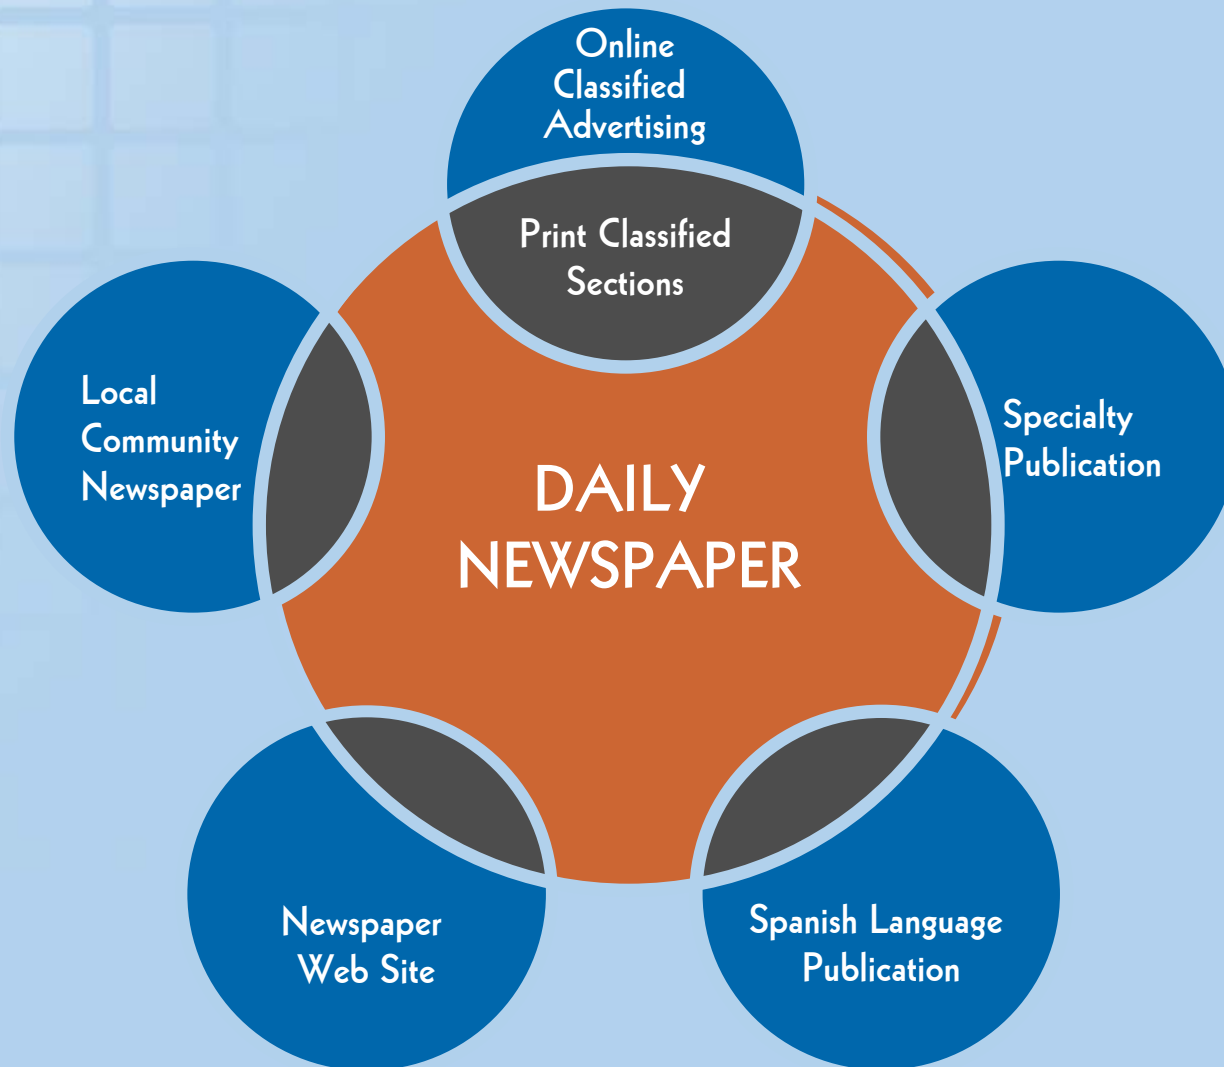 Online
Classified
Advertising
Print Classified
Sections
Local
Community
Newspaper
Specialty
Publication
DAILY
NEWSPAPER
Newspaper
Web Site
Spanish Language
Publication